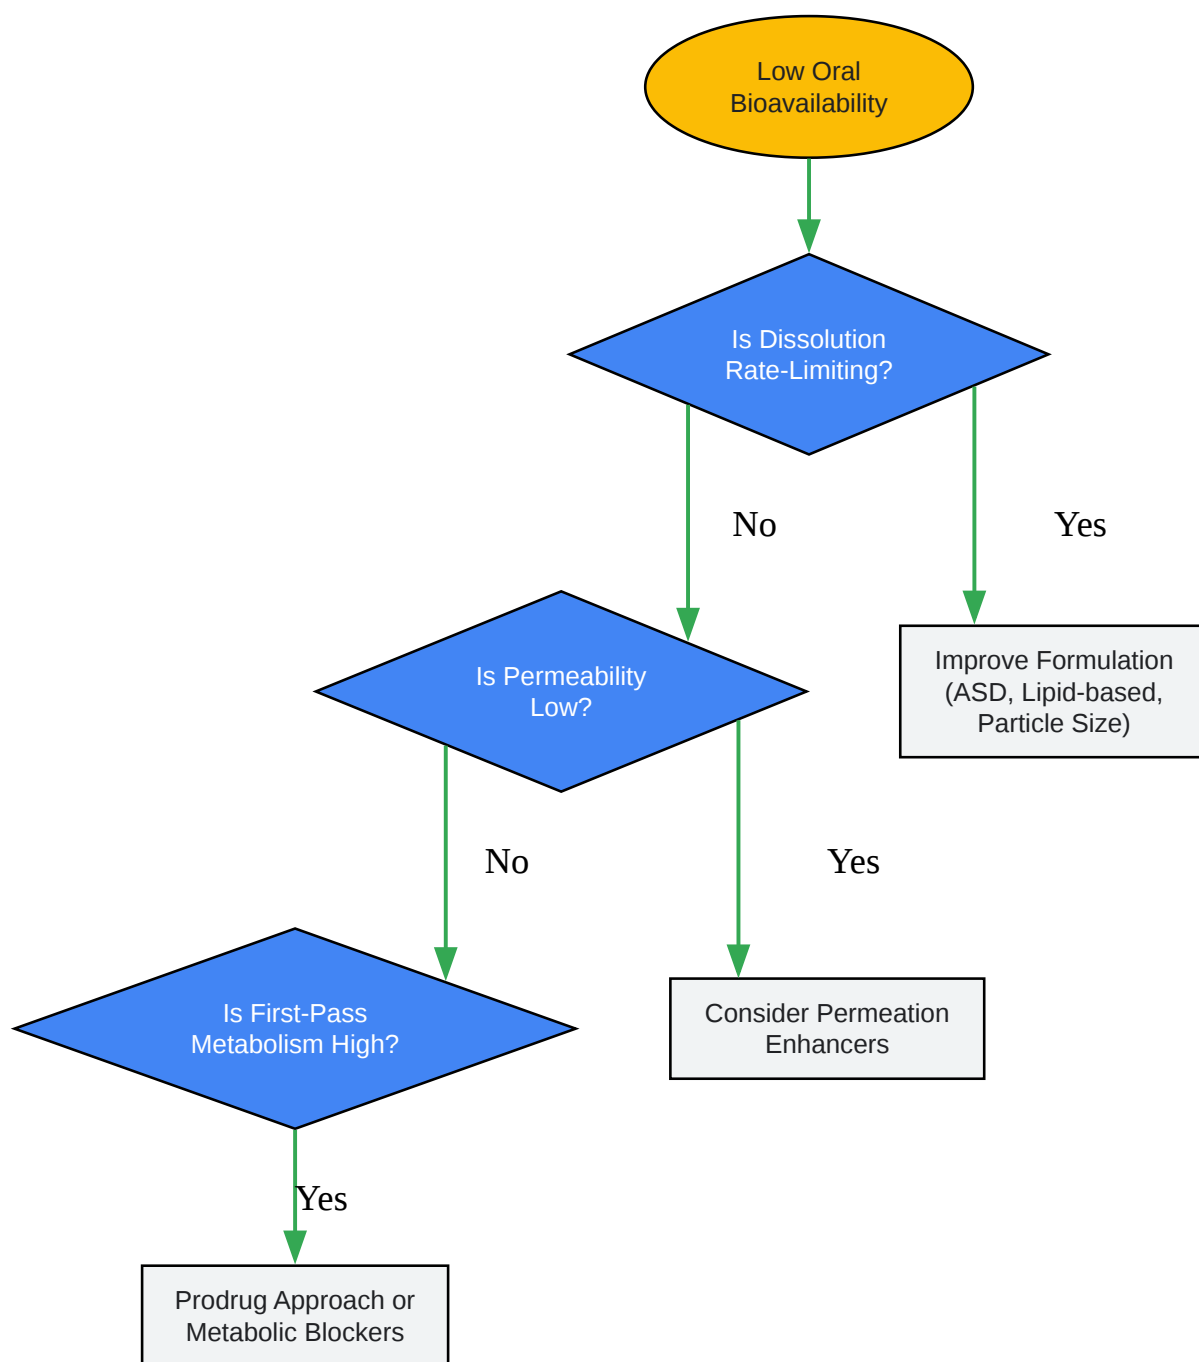 Low Oral
Bioavailability
Is Dissolution
Rate-Limiting?
No
Yes
Is Permeability
Low?
Improve Formulation
(ASD, Lipid-based,
Particle Size)
No
Yes
Is First-Pass
Metabolism High?
Consider Permeation
Enhancers
Yes
Prodrug Approach or
Metabolic Blockers